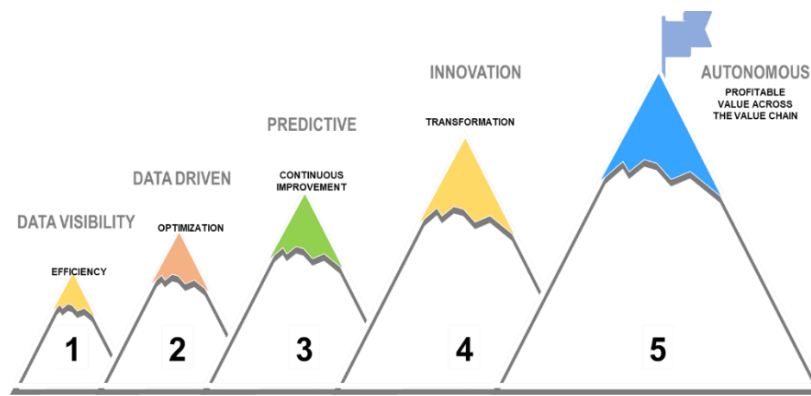 DATA VISIBILITY
EFFICIENCY
1
DATA DRIVEN
OPTIMIZATION
2
PREDICTIVE
CONTINUOUS
IMPROVEMENT
3
INNOVATION
TRANSFORMATION
4
AUTONOMOUS
PROFITABLE
VALUE ACROSS
THE VALUE CHAIN
5